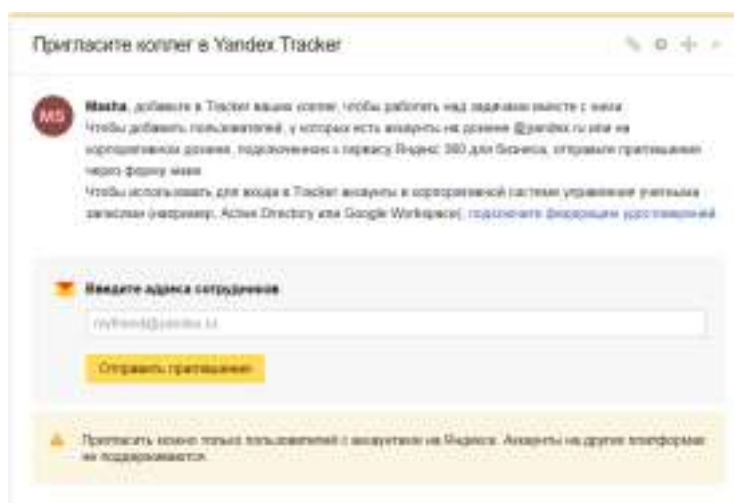 Пригласите коллег в Yandex Tracker
MS
Masha, добавьте в Tracker ваших коллег, чтобы работать над задачами вместе с ними
Чтобы добавить пользователей, у которых есть аккаунты на домене @yandex.ru или на
корпоративном домене, подключенном к сервису Яндекс 360 для бизнеса, отправьте приглашение
через форму ниже
Чтобы использовать для входа в Tracker аккаунты в корпоративной системе управления учетными
записями (например, Active Directory или Google Workspace), подключите федерацию удостоверений
Введите адреса сотрудников
myfriend@yandex.ru
Отправить приглашения
Пригласить можно только пользователей с аккаунтами на Яндексе. Аккаунты на других платформах
не поддерживаются